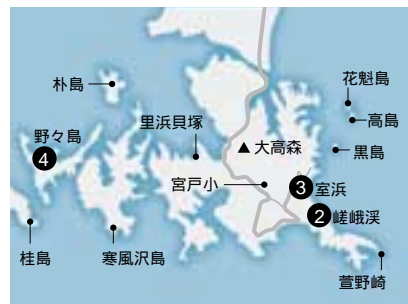 朴島
花魁島
里浜貝塚
高島
野々島
▲大高森
黒島
4
宮戸小
3 室浜
2 嵯峨渓
桂島
寒風沢島
萱野崎